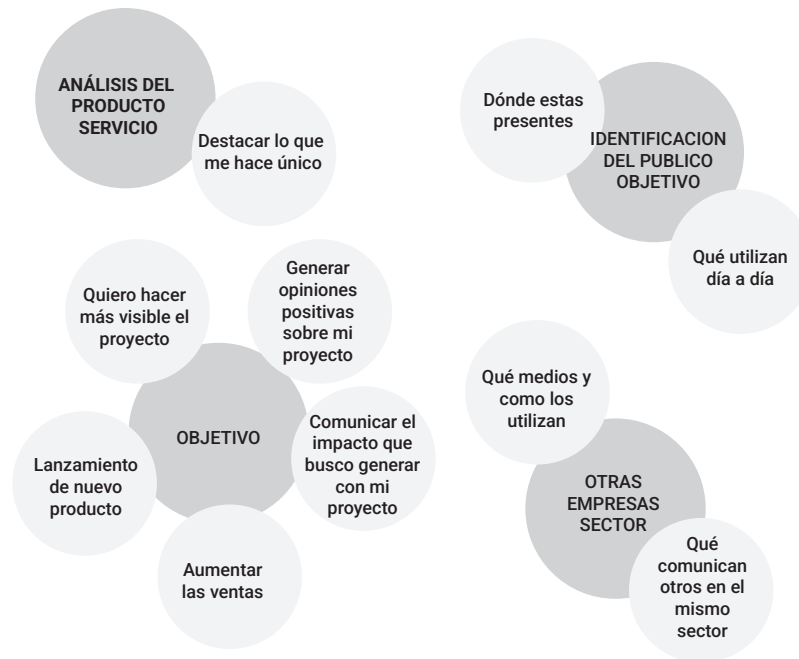 ANÁLISIS DEL
PRODUCTO
SERVICIO
Destacar lo que
me hace único
Dónde estas
presentes
IDENTIFICACION
DEL PUBLICO
OBJETIVO
Qué utilizan
día a día
Quiero hacer
más visible el
proyecto
Generar
opiniones
positivas
sobre mi
proyecto
OBJETIVO
Comunicar el
impacto que
busco generar
con mi
proyecto
Lanzamiento
de nuevo
producto
Aumentar
las ventas
Qué medios y
como los
utilizan
OTRAS
EMPRESAS
SECTOR
Qué
comunican
otros en el
mismo
sector